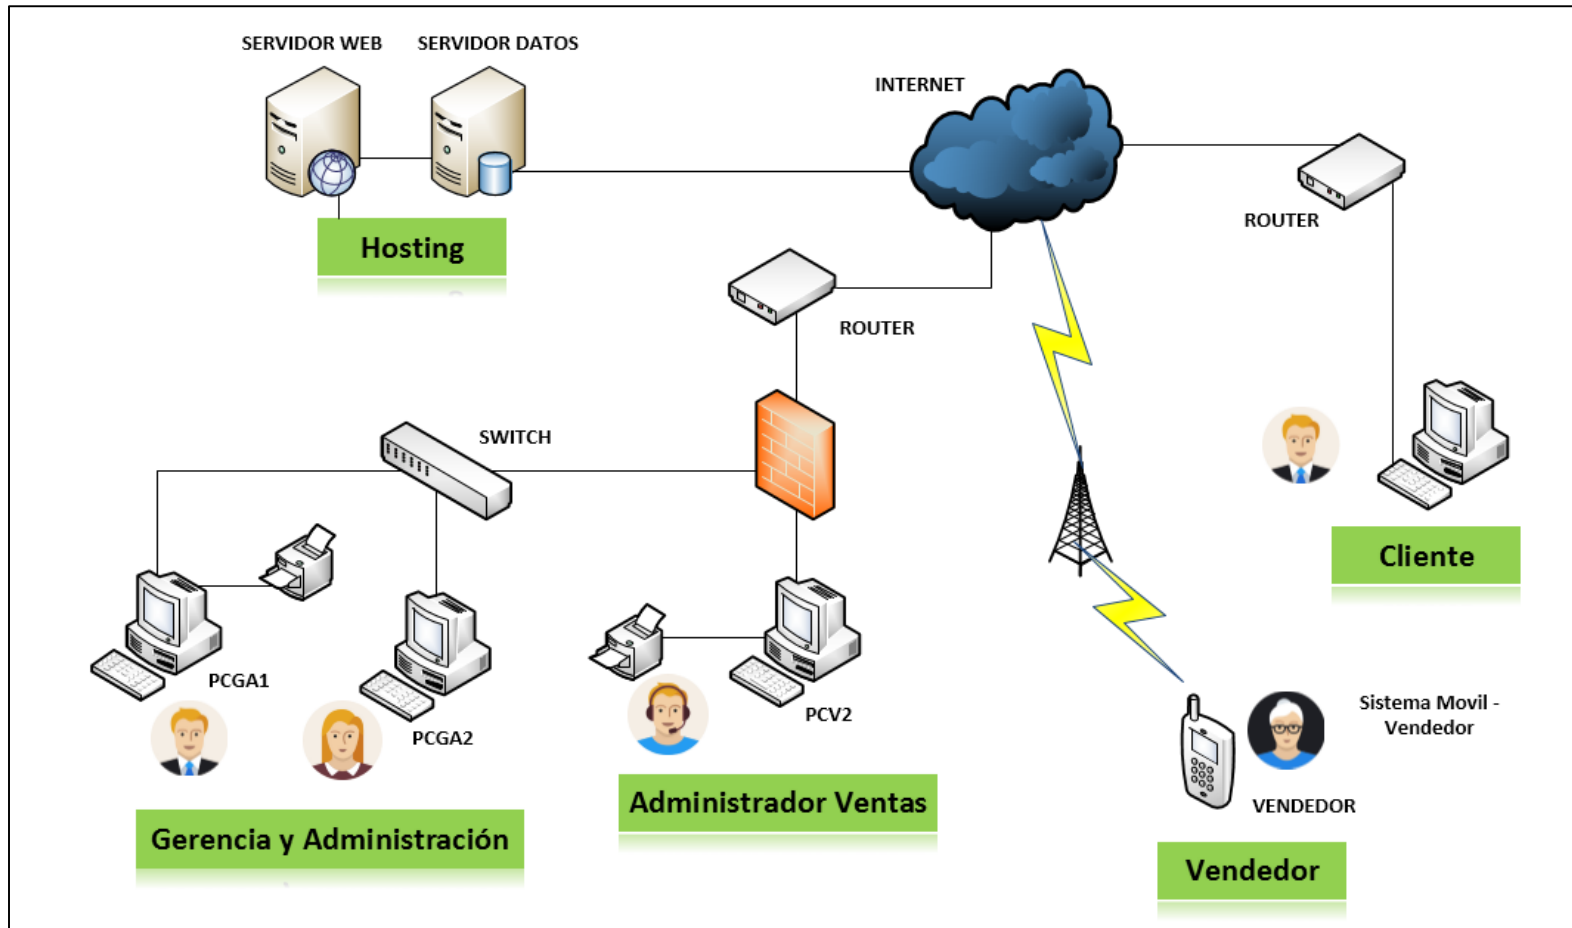 SERVIDOR WEB
SERVIDOR DATOS
INTERNET
Hosting
ROUTER
ROUTER
SWITCH
Cliente
PCGA1
PCGA2
PCV2
Sistema Movil -
Vendedor
VENDEDOR
Administrador Ventas
Gerencia y Administración
Vendedor